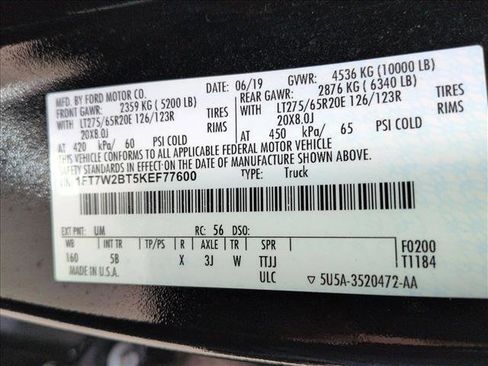 MFD. BY FORD MOTOR CO. 06/19 GVWR: 4536 KG (10000 LB)
FRONT GAWR: 2359 KG (5200 LB) REAR GAWR: 2876 KG (6340 LB)
WITH LT275/65R20E 126/123R TIRES WITH LT275/65R20E 126/123R TIRES
20X8.0J RIMS 20X8.0J RIMS
AT 420 kPa/ 60 PSI COLD AT 450 kPa/ 65 PSI COLD
THIS VEHICLE CONFORMS TO ALL APPLICABLE FEDERAL MOTOR VEHICLE
SAFETY STANDARDS IN EFFECT ON THE DATE OF MANUFACTURE SHOWN ABOVE.
1FT7W2BT5KEF77600 TYPE: Truck
EXT PNT: UM RC: 56 DSO:
WB INT TR TP/PS R AXLE TR SPR F0200
160 5B X 3J W TTJJ T1184
MADE IN U.S.A. ULC 5U5A-3520472-AA